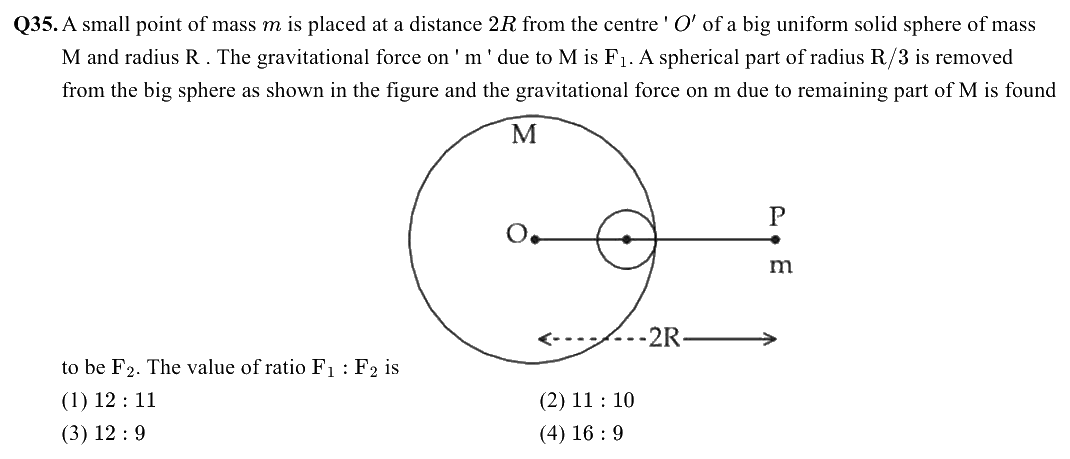 Q35. A small point of mass m is placed at a distance 2R from the centre ' O′ of a big uniform solid sphere of mass
M and radius R . The gravitational force on ' m ' due to M is F₁. A spherical part of radius R/3 is removed
from the big sphere as shown in the figure and the gravitational force on m due to remaining part of M is found
M
P
O
m
2R
to be F₂. The value of ratio F₁ : F₂ is
(1) 12 : 11 (2) 11 : 10
(3) 12 : 9 (4) 16 : 9